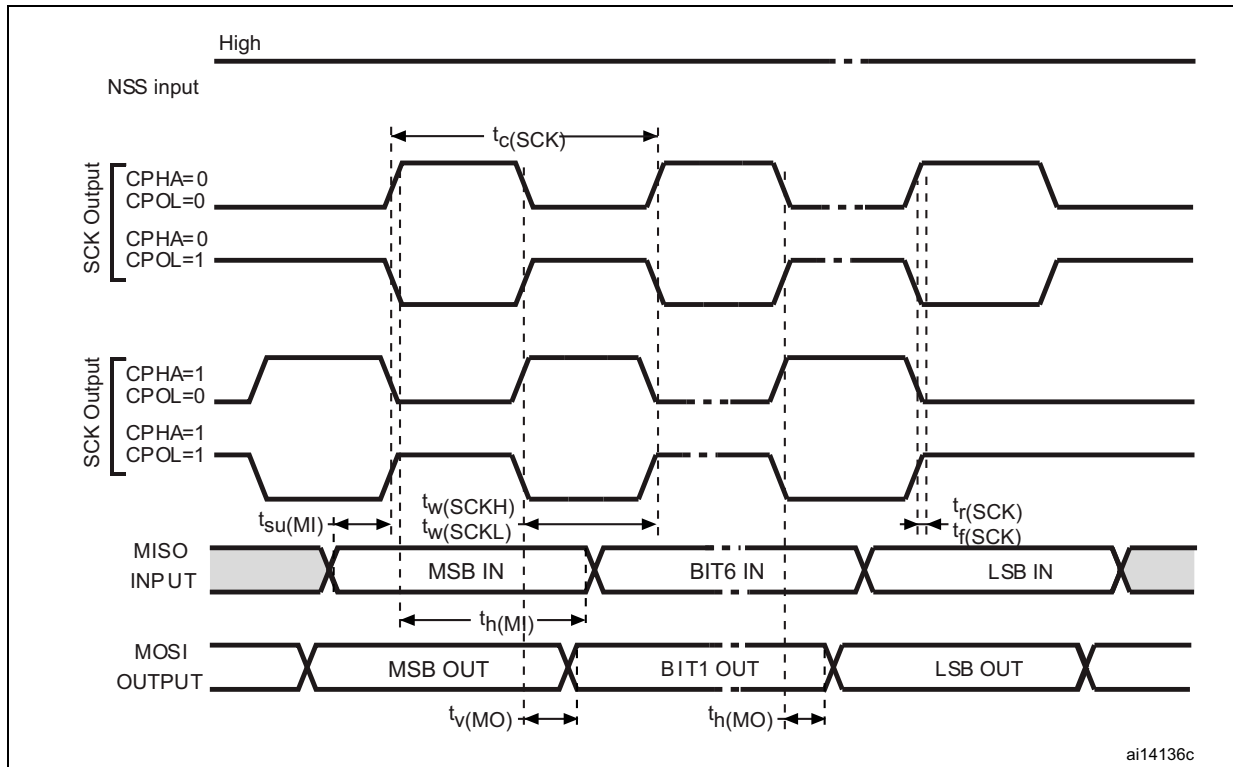 High
NSS input
tc(SCK)
SCK Output
CPHA=0
CPOL=0
CPHA=0
CPOL=1
SCK Output
CPHA=1
CPOL=0
CPHA=1
CPOL=1
tsu(MI)
tw(SCKH)
tw(SCKL)
tr(SCK)
tf(SCK)
MISO
INPUT
MSB IN
BIT6 IN
LSB IN
th(MI)
MOSI
OUTPUT
MSB OUT
BIT1 OUT
LSB OUT
tv(MO)
th(MO)
ai14136c